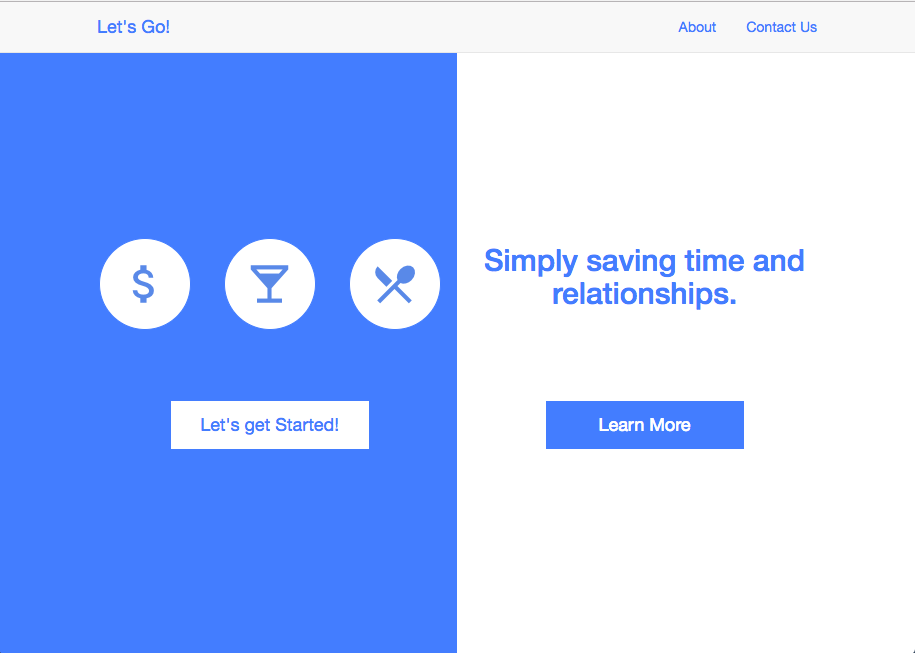 Let's Go!
About
Contact Us
$
Simply saving time and
relationships.
Let's get Started!
Learn More